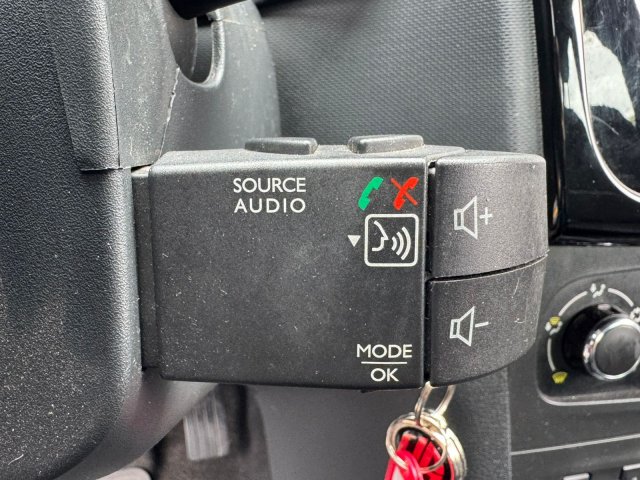 SOURCE
AUDIO
+
-
MODE
OK